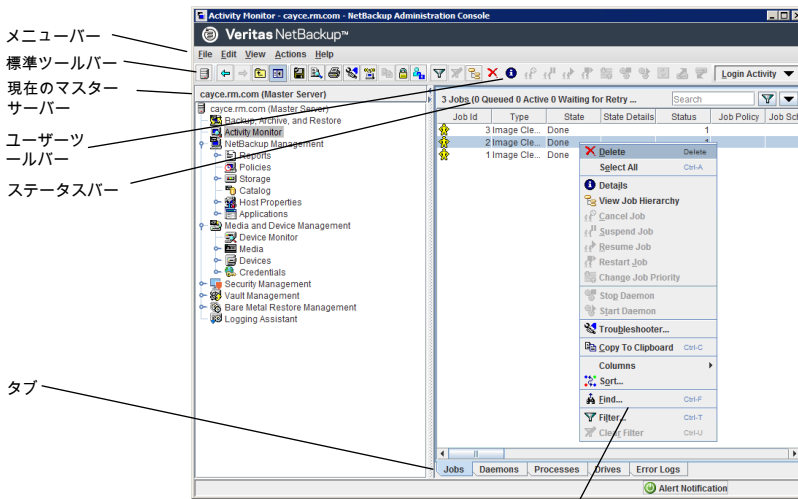 Activity Monitor - cayce.rm.com - NetBackup Administration Console
Veritas NetBackup™
File Edit View Actions Help
Login Activity
メニューバー
標準ツールバー
現在のマスター
サーバー
ユーザーツ
ールバー
ステータスバー
タブ
cayce.rm.com (Master Server)
cayce.rm.com (Master Server)
Backup, Archive, and Restore
Activity Monitor
NetBackup Management
Reports
Policies
Storage
Catalog
Host Properties
Applications
Media and Device Management
Device Monitor
Media
Devices
Credentials
Security Management
Vault Management
Bare Metal Restore Management
Logging Assistant
3 Jobs (0 Queued 0 Active 0 Waiting for Retry ...
Search
Job Id Type State State Details Status Job Policy Job Sch
3 Image Cle... Done 1
2 Image Cle... Done 1
1 Image Cle... Done
Delete Delete
Select All Ctrl-A
Details
View Job Hierarchy
Cancel Job
Suspend Job
Resume Job
Restart Job
Change Job Priority
Stop Daemon
Start Daemon
Troubleshooter...
Copy To Clipboard Ctrl-C
Columns
Sort...
Find... Ctrl-F
Filter... Ctrl-T
Clear Filter Ctrl-U
Jobs Daemons Processes Drives Error Logs
Alert Notification